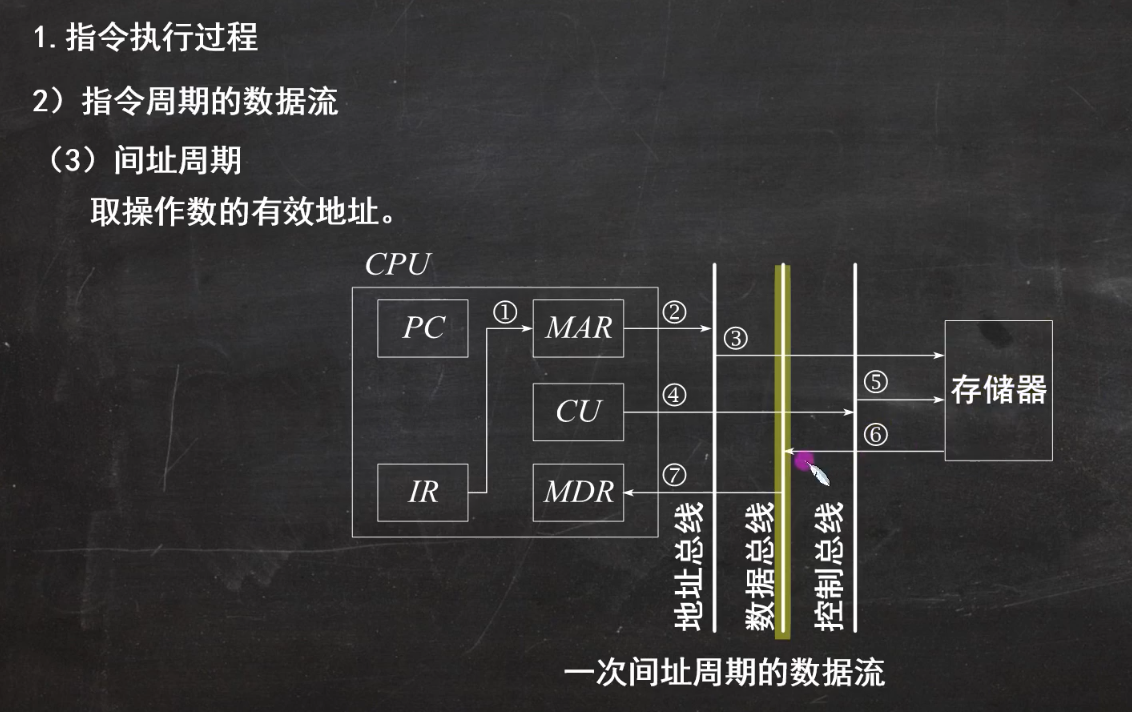 1.指令执行过程
2）指令周期的数据流
（3）间址周期
取操作数的有效地址。
CPU
PC
①
MAR
②
③
CU
④
⑤
存储器
⑥
IR
MDR
⑦
地址总线
数据总线
控制总线
一次间址周期的数据流